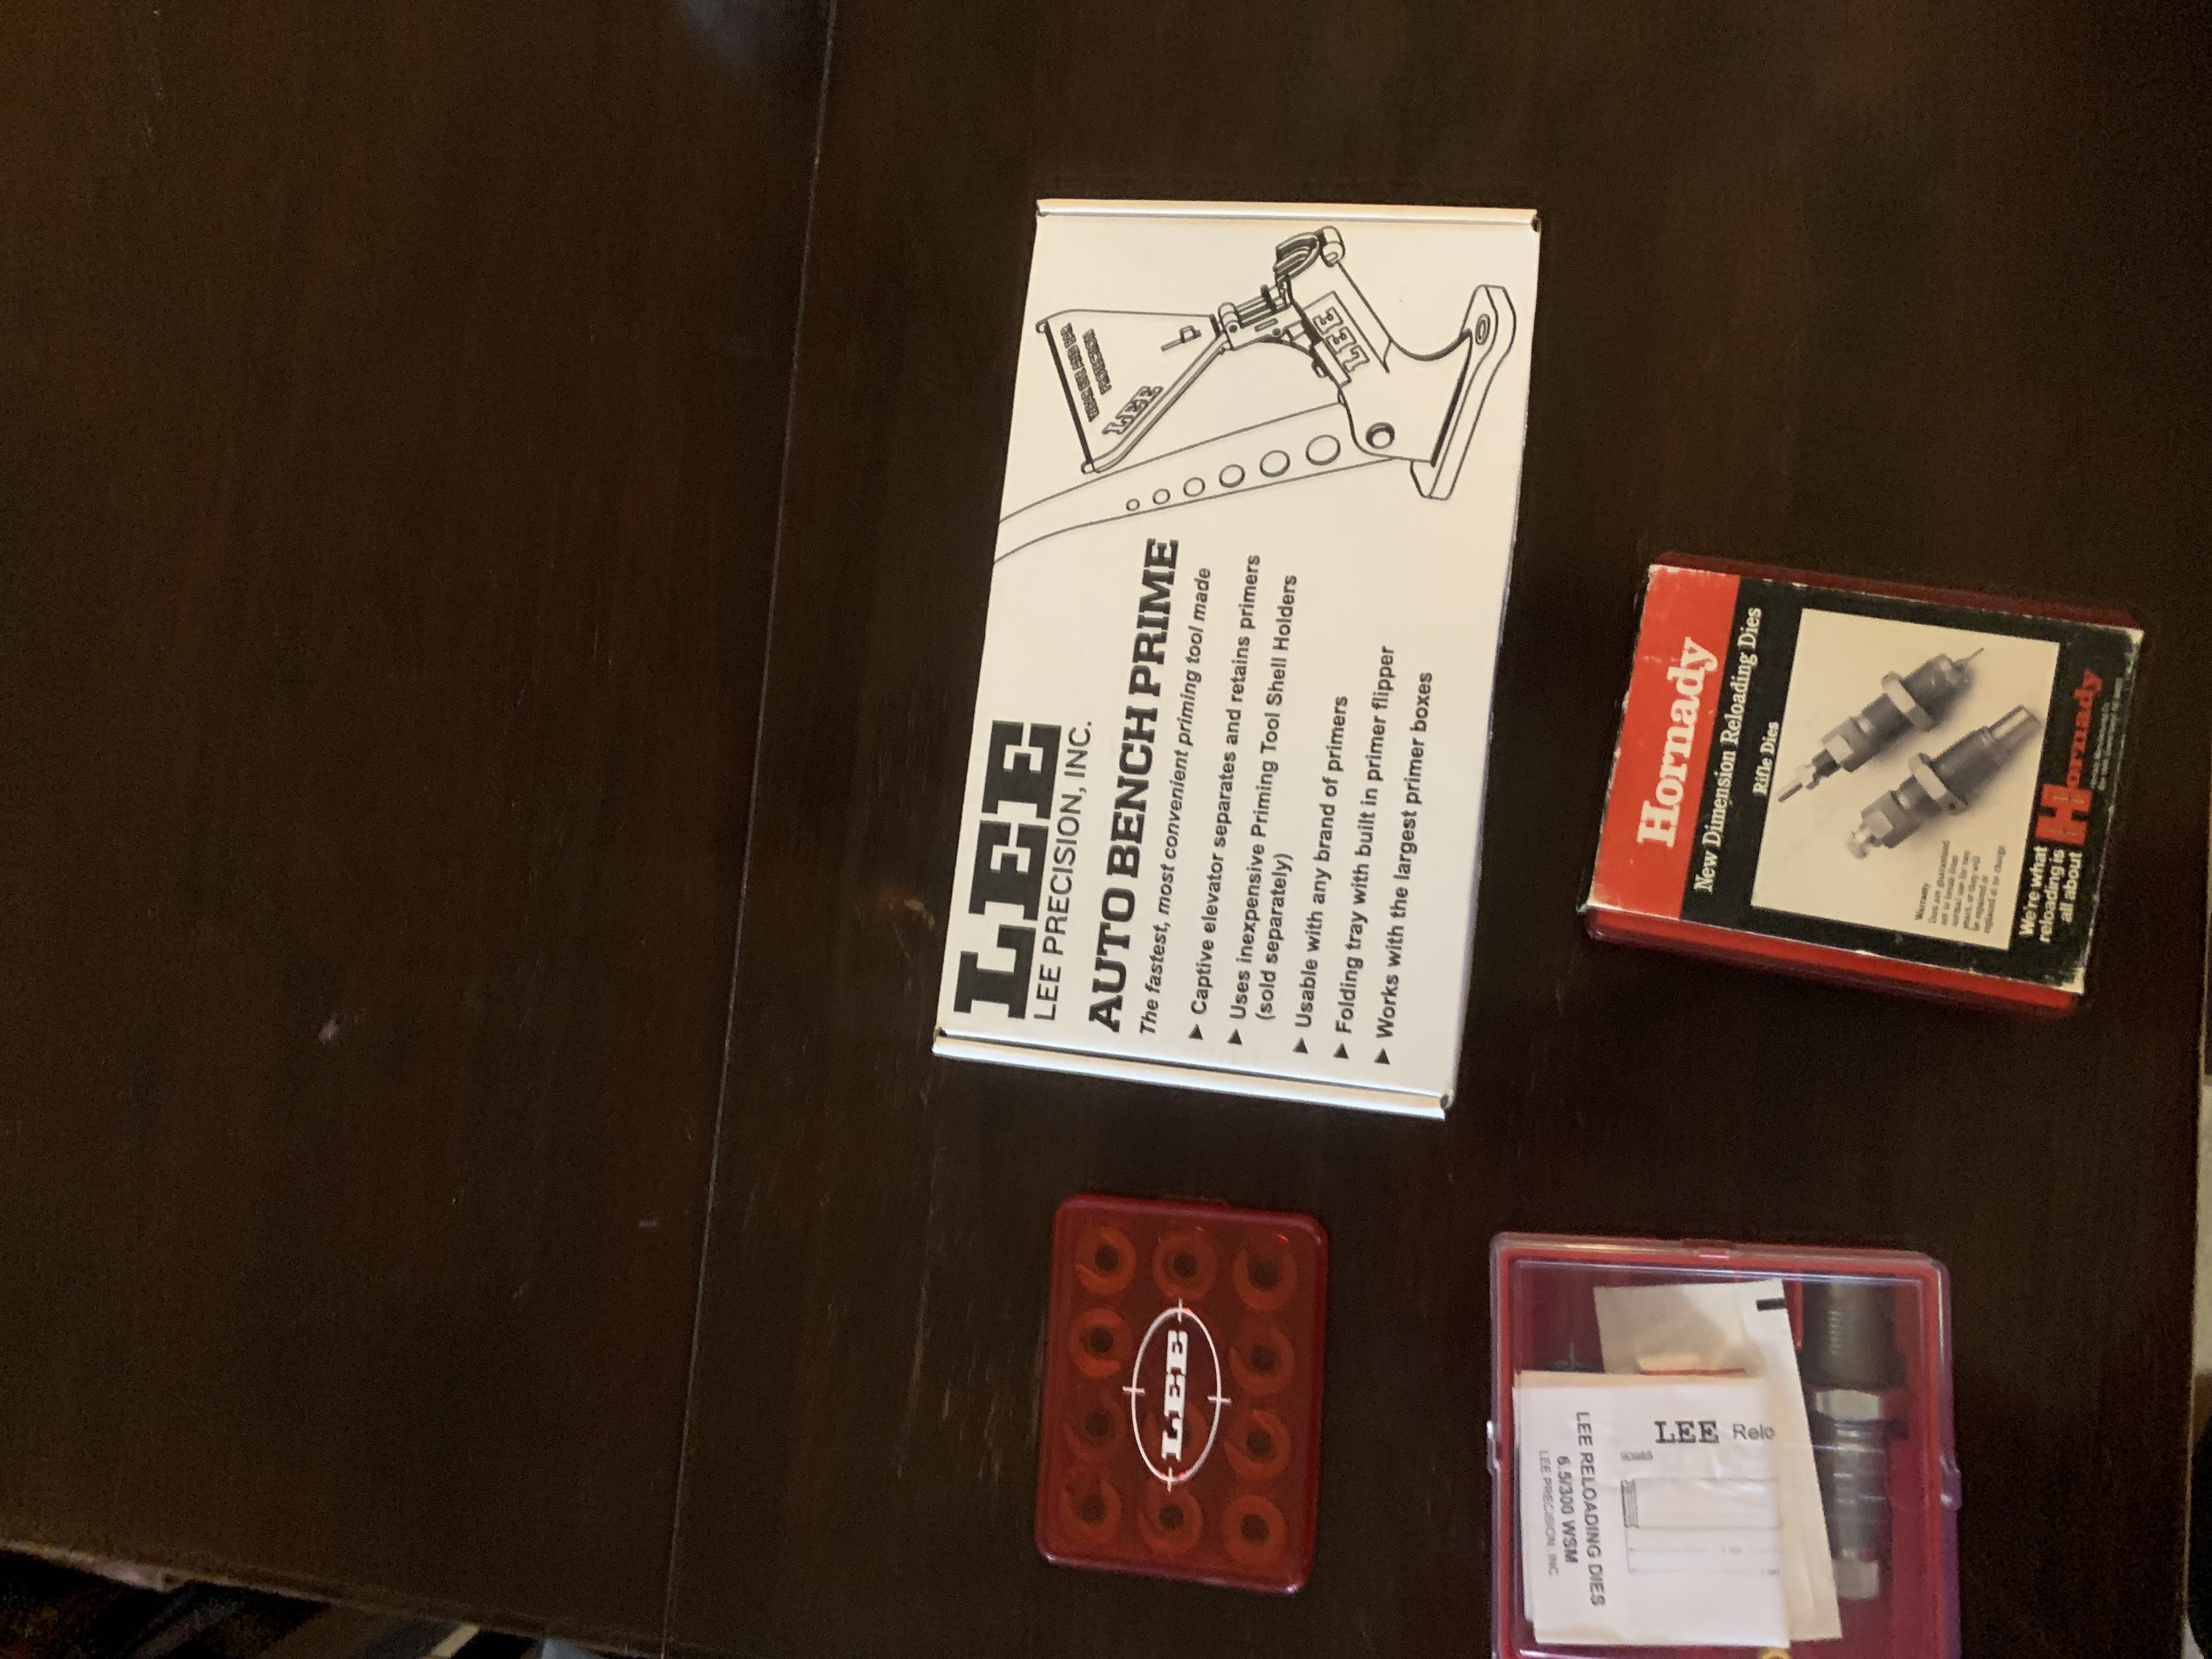 LEE
LEE PRECISION, INC.
AUTO BENCH PRIME
The fastest, most convenient priming tool made
▶ Captive elevator separates and retains primers
▶ Uses inexpensive Priming Tool Shell Holders
(sold separately)
▶ Usable with any brand of primers
▶ Folding tray with built in primer flipper
▶ Works with the largest primer boxes
LEE
LEE
Hornady
New Dimension Reloading Dies
Rifle Dies
Warranty
We're what
reloading is
all about
Hornady
LEE
LEE RELOADING DIES
6.5/300 WSM
LEE PRECISION INC
LEE Relo